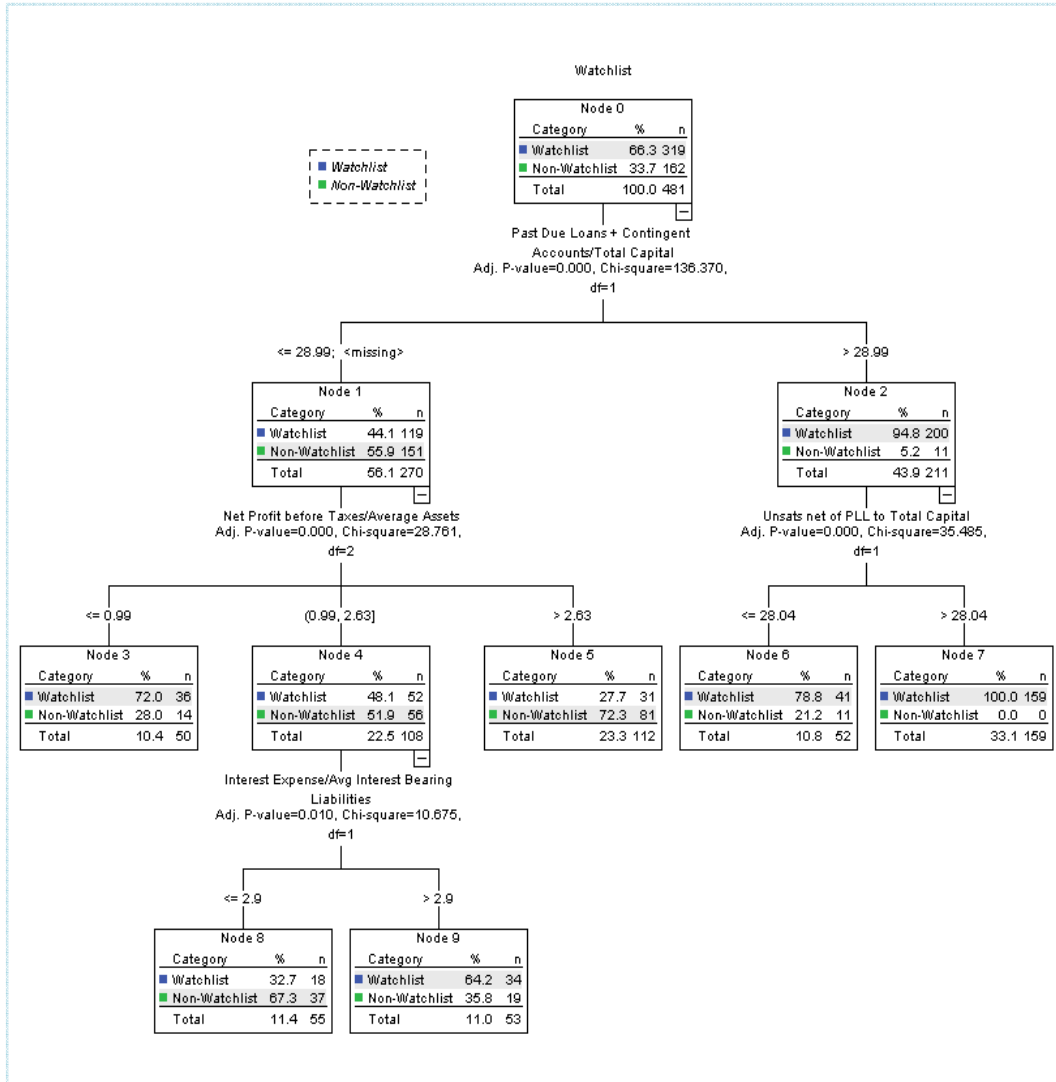 Watchlist
Node 0
Category % n
Watchlist 66.3 319
Non-Watchlist 33.7 162
Total 100.0 481
Watchlist
Non-Watchlist
Past Due Loans + Contingent
Accounts/Total Capital
Adj. P-value=0.000, Chi-square=136.370,
df=1
<= 28.99; <missing>
> 28.99
Node 1
Category % n
Watchlist 44.1 119
Non-Watchlist 55.9 151
Total 56.1 270
Node 2
Category % n
Watchlist 94.8 200
Non-Watchlist 5.2 11
Total 43.9 211
Net Profit before Taxes/Average Assets
Adj. P-value=0.000, Chi-square=28.761,
df=2
Unsats net of PLL to Total Capital
Adj. P-value=0.000, Chi-square=35.485,
df=1
<= 0.99
(0.99, 2.63]
> 2.63
<= 28.04
> 28.04
Node 3
Category % n
Watchlist 72.0 36
Non-Watchlist 28.0 14
Total 10.4 50
Node 4
Category % n
Watchlist 48.1 52
Non-Watchlist 51.9 56
Total 22.5 108
Node 5
Category % n
Watchlist 27.7 31
Non-Watchlist 72.3 81
Total 23.3 112
Node 6
Category % n
Watchlist 78.8 41
Non-Watchlist 21.2 11
Total 10.8 52
Node 7
Category % n
Watchlist 100.0 159
Non-Watchlist 0.0 0
Total 33.1 159
Interest Expense/Avg Interest Bearing
Liabilities
Adj. P-value=0.010, Chi-square=10.675,
df=1
<= 2.9
> 2.9
Node 8
Category % n
Watchlist 32.7 18
Non-Watchlist 67.3 37
Total 11.4 55
Node 9
Category % n
Watchlist 64.2 34
Non-Watchlist 35.8 19
Total 11.0 53